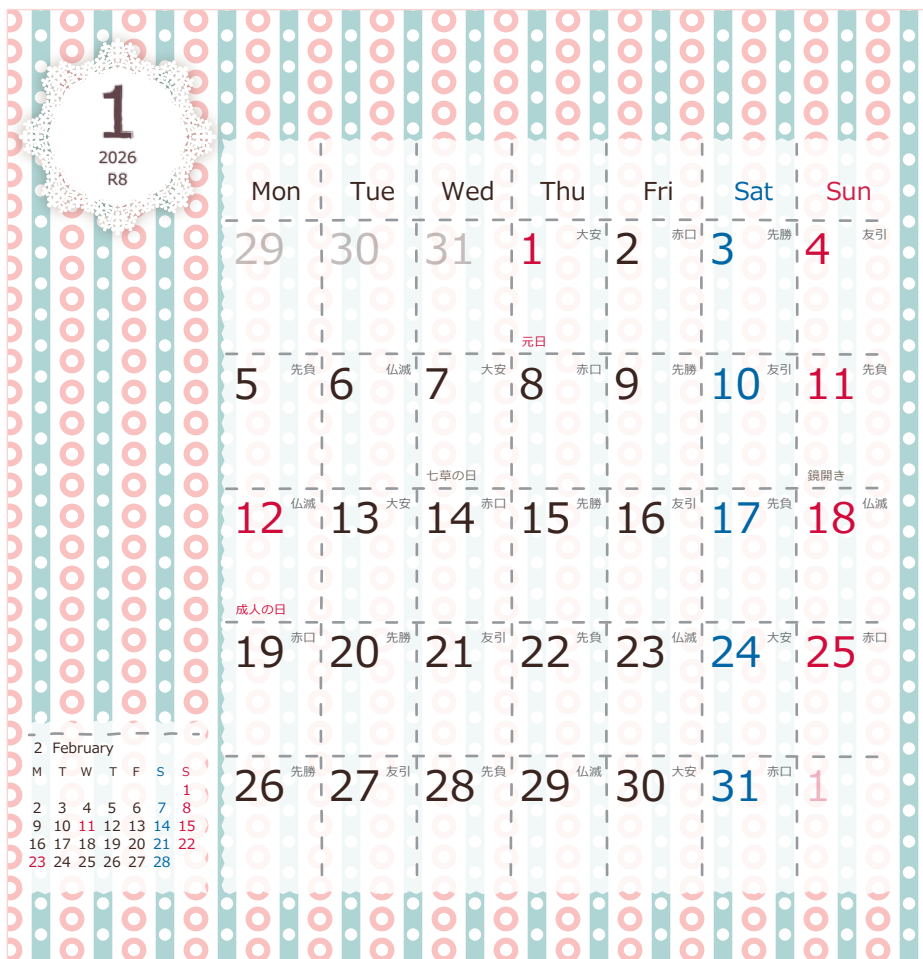 1
2026
R8
Mon Tue Wed Thu Fri Sat Sun
29 30 31 1 大安 2 赤口 3 先勝 4 友引
元日
5 先負 6 仏滅 7 大安 8 赤口 9 先勝 10 友引 11 先負
七草の日 鏡開き
12 仏滅 13 大安 14 赤口 15 先勝 16 友引 17 先負 18 仏滅
成人の日
19 赤口 20 先勝 21 友引 22 先負 23 仏滅 24 大安 25 赤口
26 先勝 27 友引 28 先負 29 仏滅 30 大安 31 赤口 1
2 February
M T W T F S S
1
2 3 4 5 6 7 8
9 10 11 12 13 14 15
16 17 18 19 20 21 22
23 24 25 26 27 28